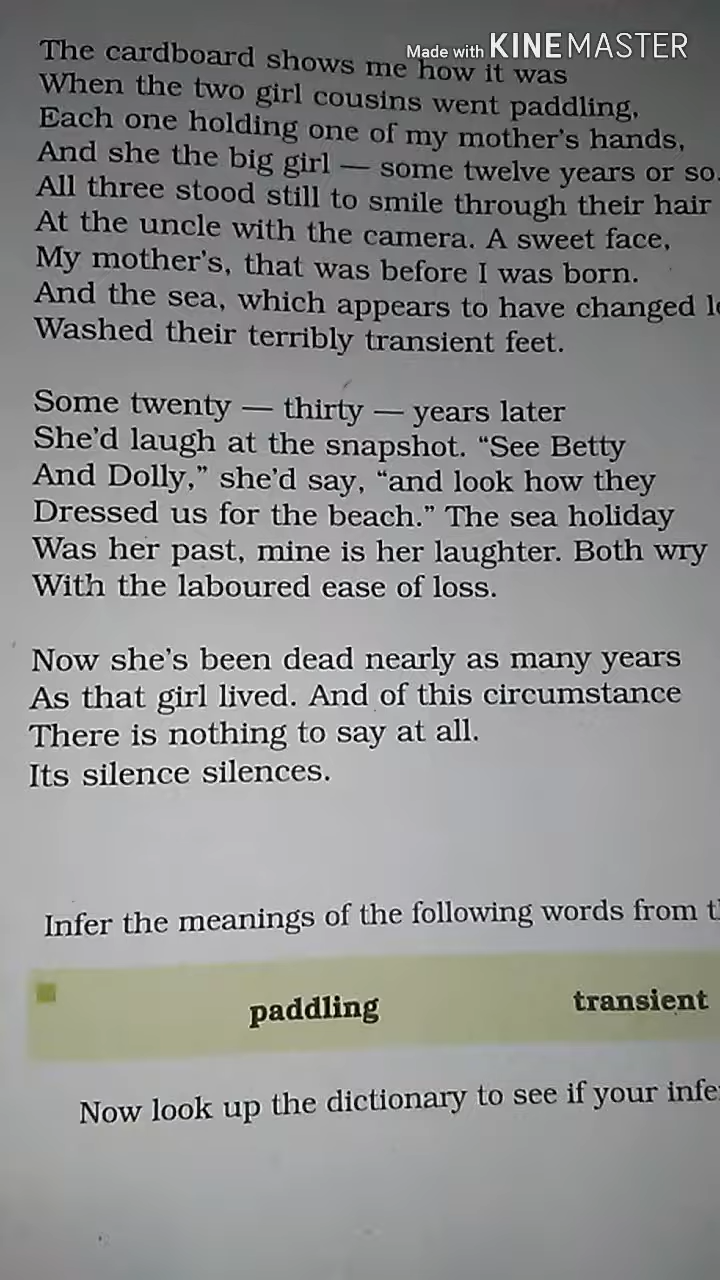 Made with KINEMASTER
The cardboard shows me how it was
When the two girl cousins went paddling,
Each one holding one of my mother's hands,
And she the big girl — some twelve years or so.
All three stood still to smile through their hair
At the uncle with the camera. A sweet face,
My mother's, that was before I was born.
And the sea, which appears to have changed
Washed their terribly transient feet.
Some twenty — thirty — years later
She'd laugh at the snapshot. “See Betty
And Dolly,” she'd say, “and look how they
Dressed us for the beach.” The sea holiday
Was her past, mine is her laughter. Both wry
With the laboured ease of loss.
Now she's been dead nearly as many years
As that girl lived. And of this circumstance
There is nothing to say at all.
Its silence silences.
Infer the meanings of the following words from
paddling transient
Now look up the dictionary to see if your